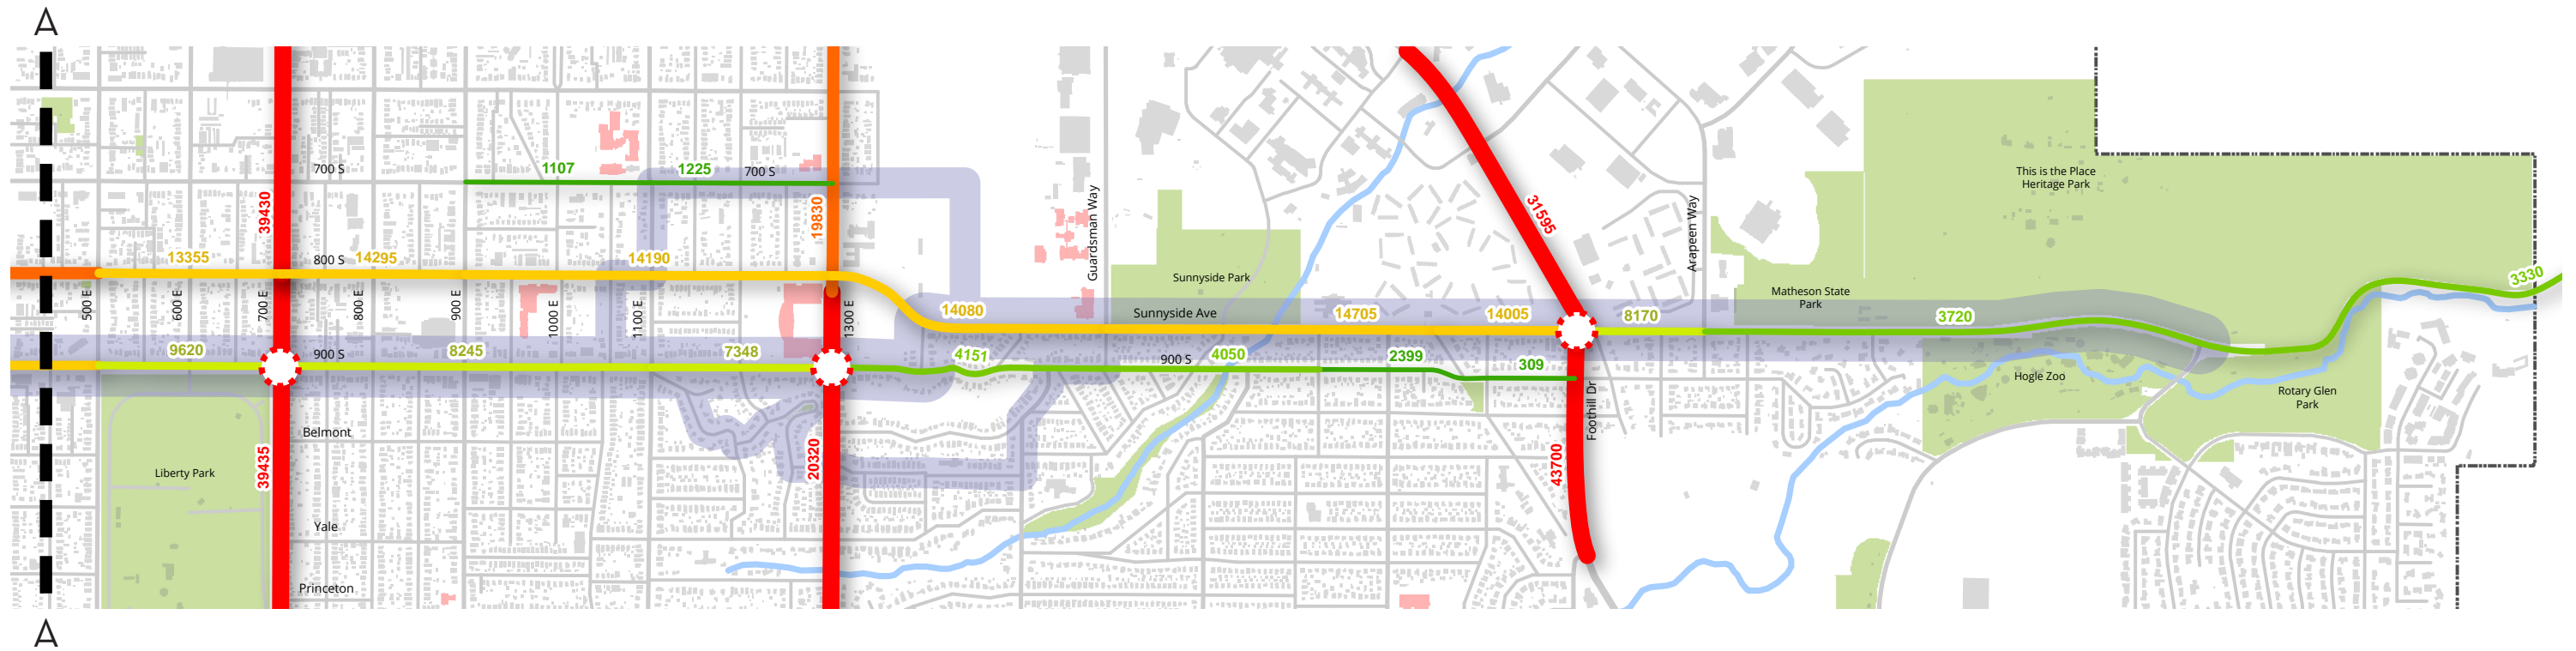 A
700 S
1107
1225
700 S
39430
19830
Guardsman Way
31595
Arapeen Way
This is the Place
Heritage Park
13355
800 S
14295
14190
Sunnyside Park
3330
500 E
600 E
700 E
800 E
900 E
1000 E
1100 E
1300 E
14080
Sunnyside Ave
14705
14005
8170
Matheson State
Park
3720
9620
900 S
8245
7348
4151
900 S
4050
2399
309
Hogle Zoo
Rotary Glen
Park
Foothill Dr
Belmont
Liberty Park
39435
20320
43700
Yale
Princeton
A